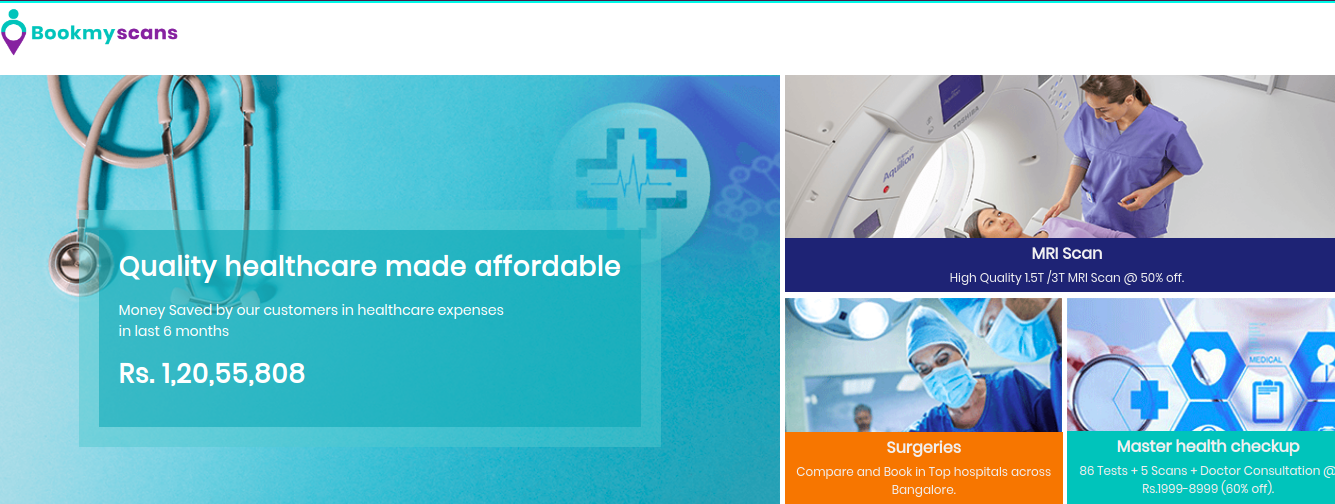 Bookmyscans
Quality healthcare made affordable
Money Saved by our customers in healthcare expenses
in last 6 months
Rs. 1,20,55,808
TOSHIBA
Aquilion
MRI Scan
High Quality 1.5T /3T MRI Scan @ 50% off.
Surgeries
Compare and Book in Top hospitals across
Bangalore.
MEDICAL
Master health checkup
86 Tests + 5 Scans + Doctor Consultation @
Rs.1999-8999 (60% off).